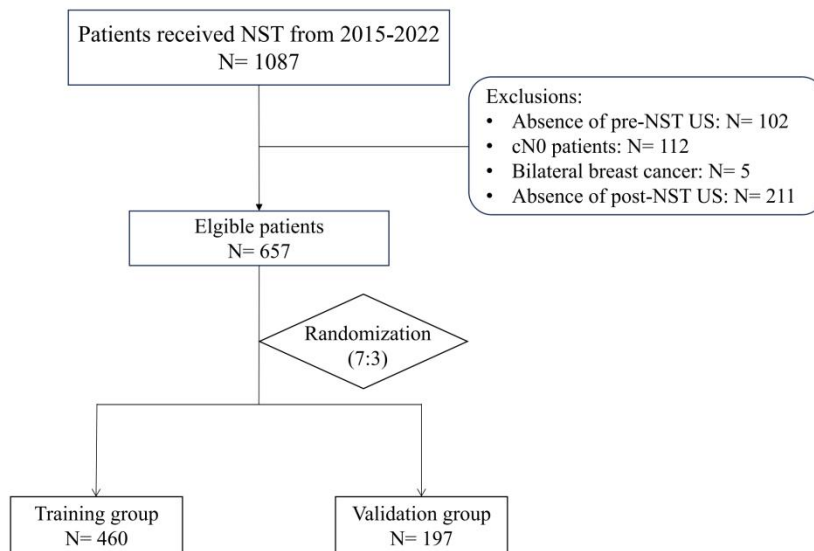 Patients received NST from 2015-2022
N= 1087
Exclusions:
• Absence of pre-NST US: N= 102
• cN0 patients: N= 112
• Bilateral breast cancer: N= 5
• Absence of post-NST US: N= 211
Elgible patients
N= 657
Randomization
(7:3)
Training group
N= 460
Validation group
N= 197